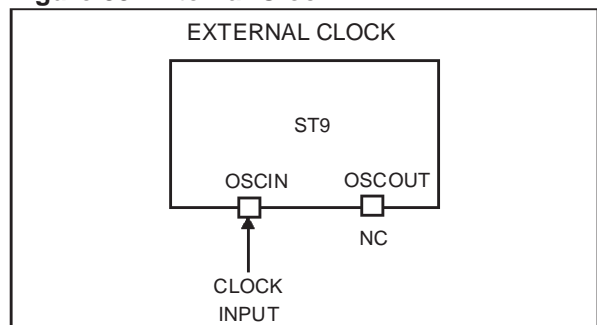 EXTERNAL CLOCK
ST9
OSCIN OSCOUT
NC
CLOCK
INPUT